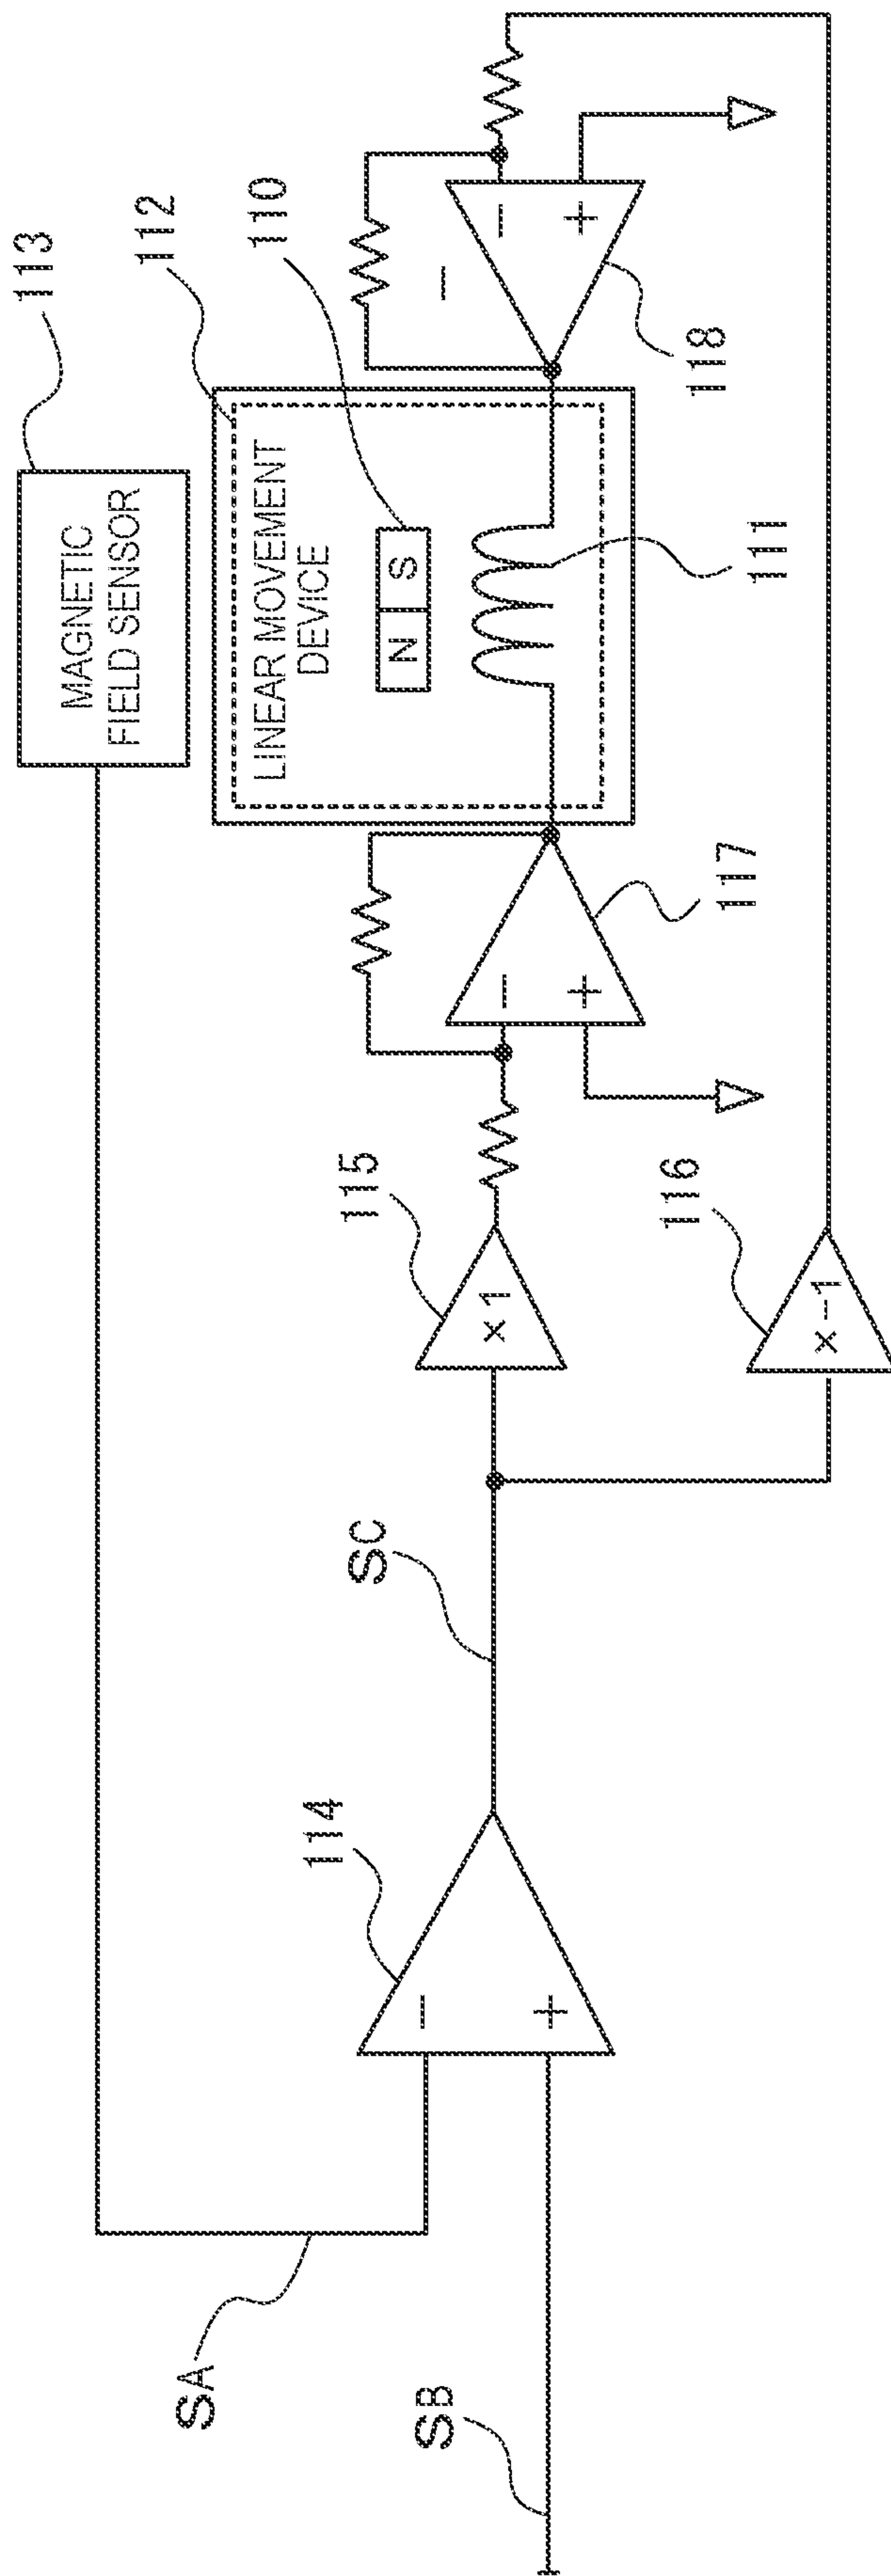 113
MAGNETIC
FIELD SENSOR
112
110
LINEAR MOVEMENT
DEVICE
N S
111
−
−
+
118
−
+
117
115
×1
116
×-1
SC
114
−
+
SA
SB